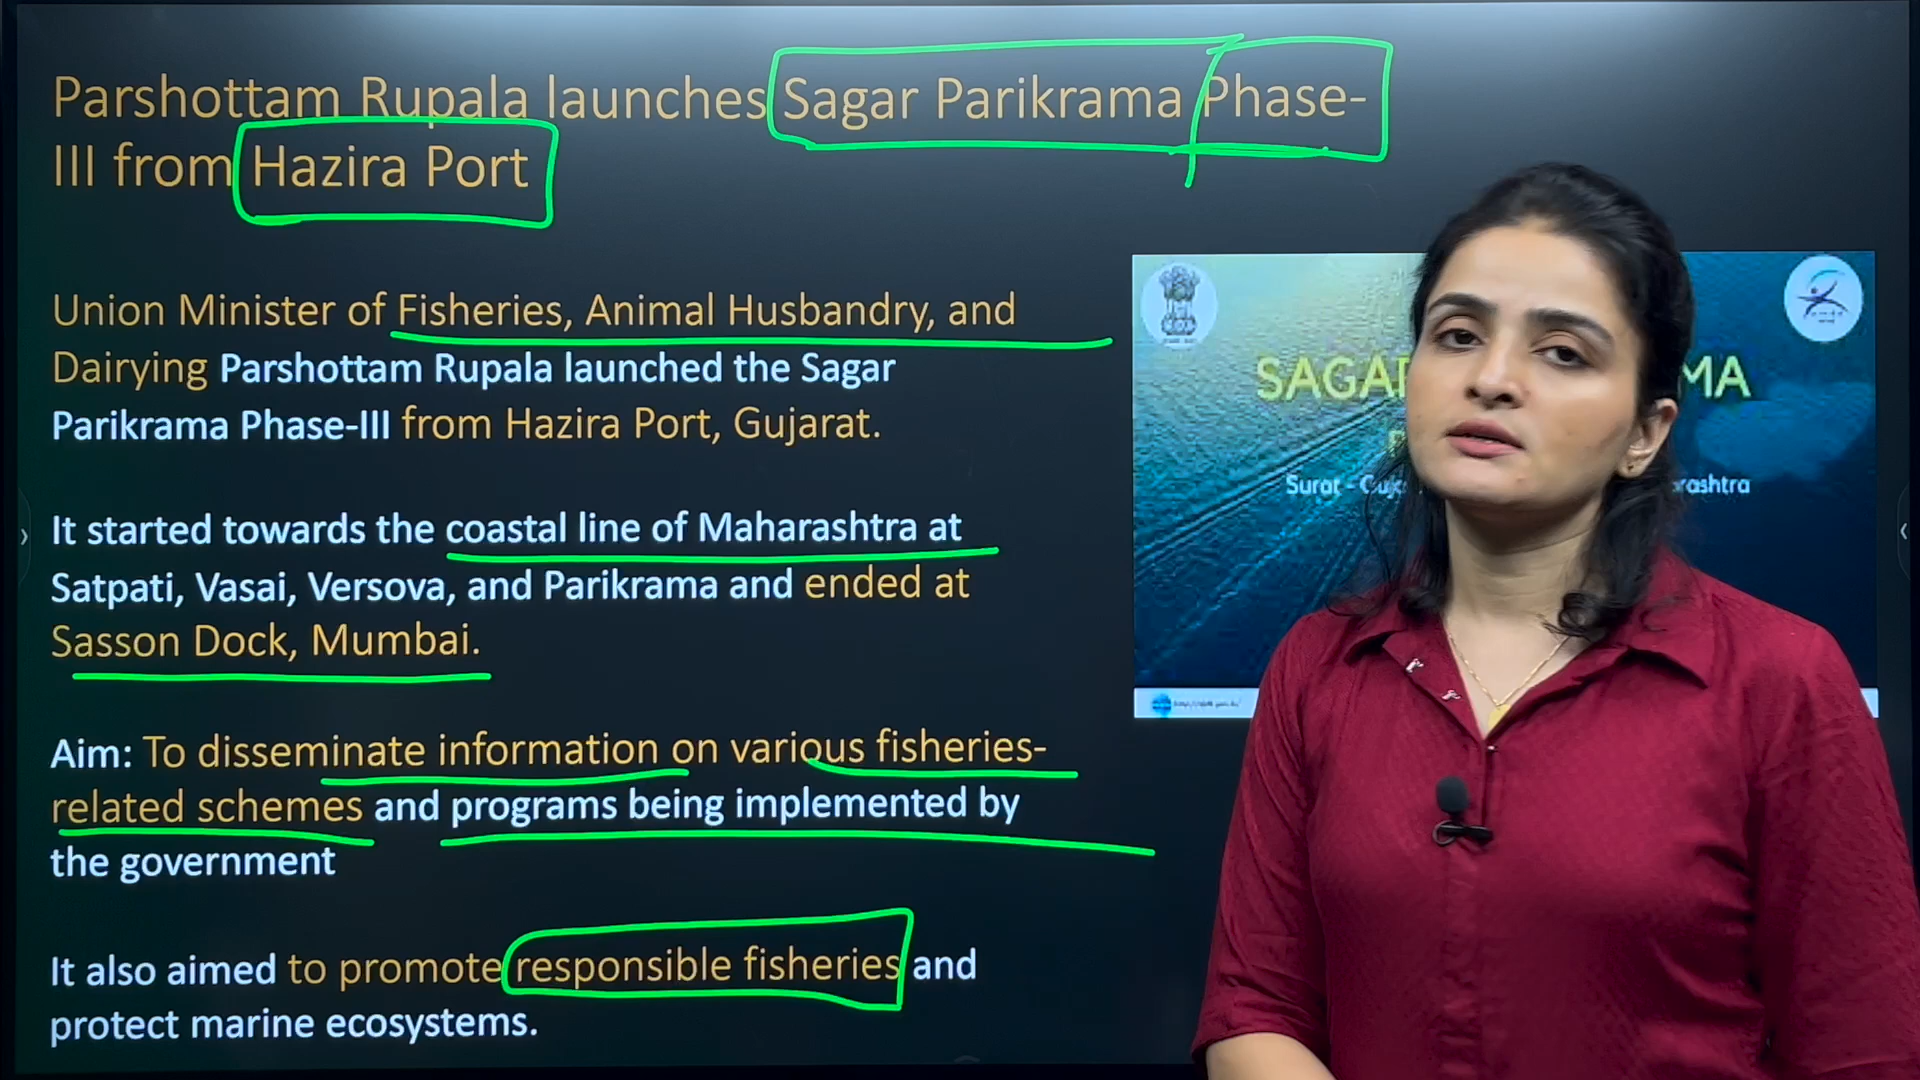 Parshottam Rupala launches Sagar Parikrama Phase-
III from Hazira Port
Union Minister of Fisheries, Animal Husbandry, and
Dairying Parshottam Rupala launched the Sagar
Parikrama Phase-III from Hazira Port, Gujarat.
It started towards the coastal line of Maharashtra at
Satpati, Vasai, Versova, and Parikrama and ended at
Sasson Dock, Mumbai.
Aim: To disseminate information on various fisheries-
related schemes and programs being implemented by
the government
It also aimed to promote responsible fisheries and
protect marine ecosystems.
SAGAR MA
Surat - Guj rashtra